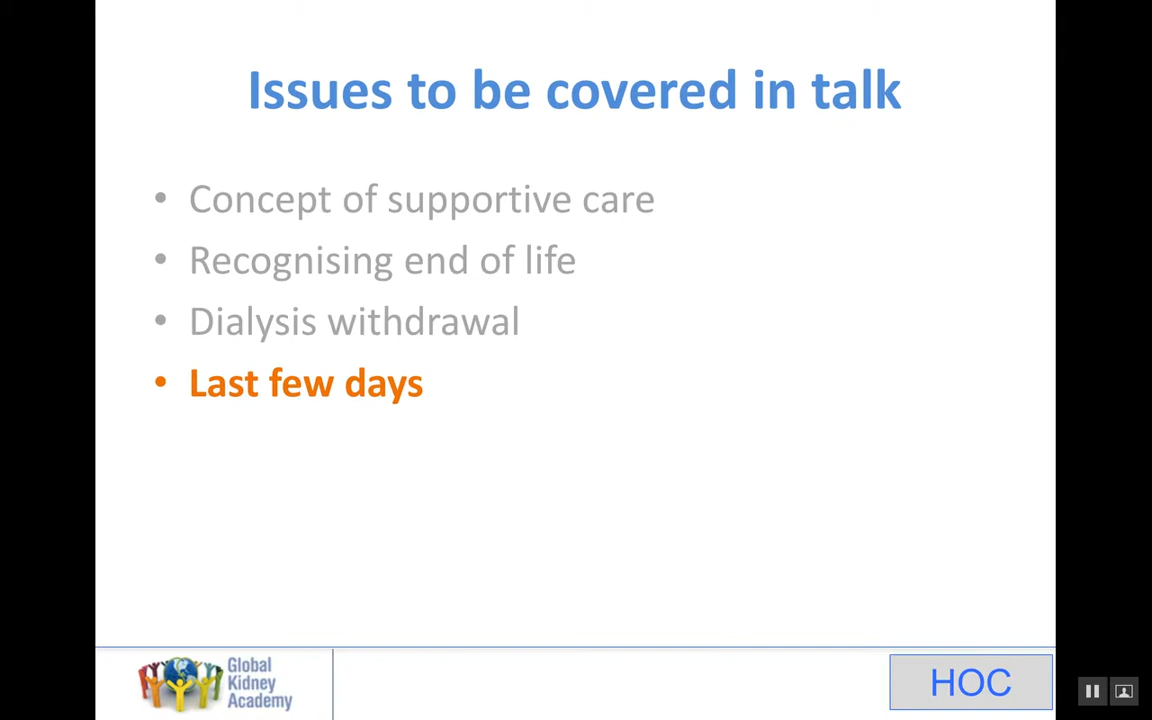 Issues to be covered in talk
• Concept of supportive care
• Recognising end of life
• Dialysis withdrawal
• Last few days
Global
Kidney
Academy
HOC